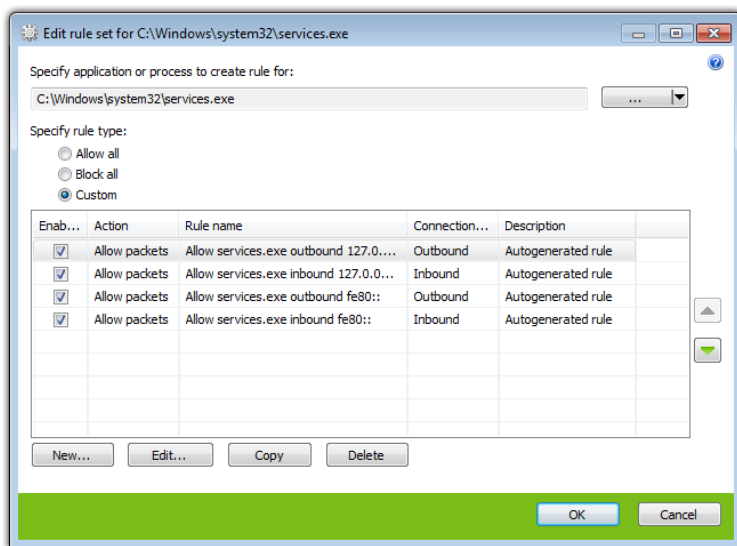 Edit rule set for C:\Windows\system32\services.exe
Specify application or process to create rule for:
C:\Windows\system32\services.exe ...
Specify rule type:
Allow all
Block all
Custom
Enab... Action Rule name Connection... Description
Allow packets Allow services.exe outbound 127.0.... Outbound Autogenerated rule
Allow packets Allow services.exe inbound 127.0.0... Inbound Autogenerated rule
Allow packets Allow services.exe outbound fe80:: Outbound Autogenerated rule
Allow packets Allow services.exe inbound fe80:: Inbound Autogenerated rule
New... Edit... Copy Delete
OK Cancel